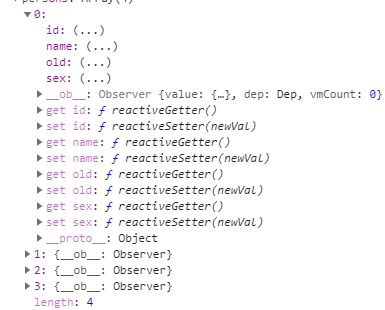 persons: Array(4)
▼0:
id: (...)
name: (...)
old: (...)
sex: (...)
▶__ob__: Observer {value: {…}, dep: Dep, vmCount: 0}
▶get id: ƒ reactiveGetter()
▶set id: ƒ reactiveSetter(newVal)
▶get name: ƒ reactiveGetter()
▶set name: ƒ reactiveSetter(newVal)
▶get old: ƒ reactiveGetter()
▶set old: ƒ reactiveSetter(newVal)
▶get sex: ƒ reactiveGetter()
▶set sex: ƒ reactiveSetter(newVal)
▶__proto__: Object
▶1: {__ob__: Observer}
▶2: {__ob__: Observer}
▶3: {__ob__: Observer}
length: 4